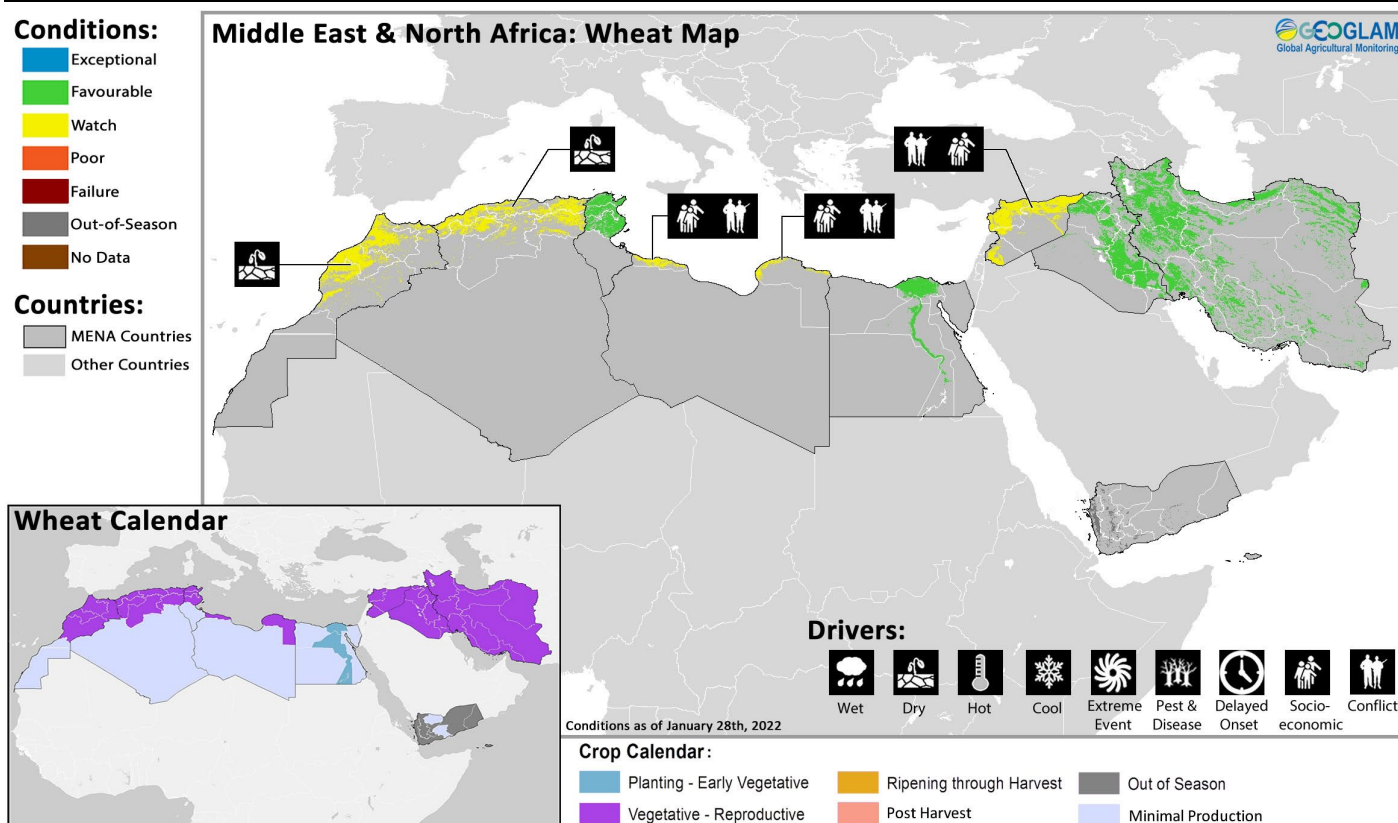 Conditions:
Exceptional
Favourable
Watch
Poor
Failure
Out-of-Season
No Data
Countries:
MENA Countries
Other Countries
Middle East & North Africa: Wheat Map
GEOGLAM
Global Agricultural Monitoring
Wheat Calendar
Drivers:
Wet
Dry
Hot
Cool
Extreme
Event
Pest &
Disease
Delayed
Onset
Socio-
economic
Conflict
Conditions as of January 28th, 2022
Crop Calendar:
Planting - Early Vegetative
Ripening through Harvest
Out of Season
Vegetative - Reproductive
Post Harvest
Minimal Production